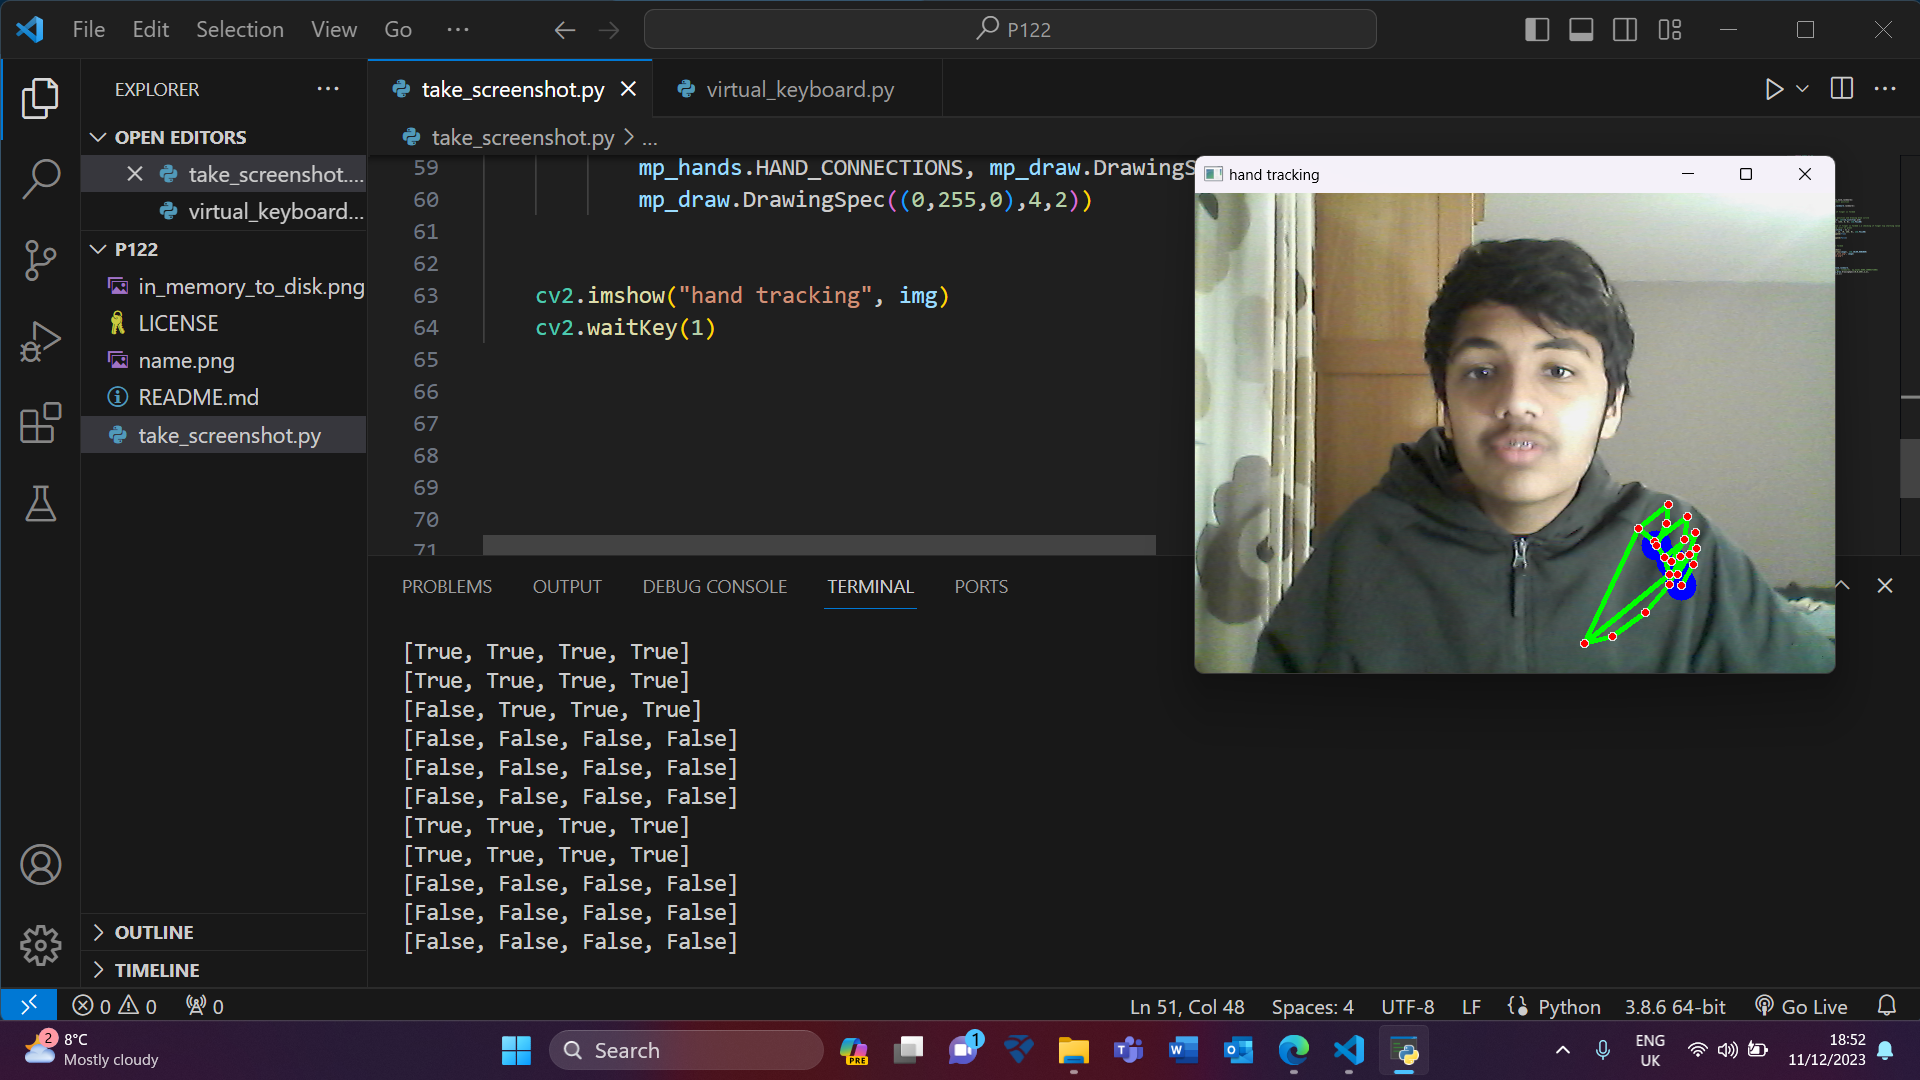 File Edit Selection View Go ...
P122
EXPLORER ...
OPEN EDITORS
take_screenshot....
virtual_keyboard...
P122
in_memory_to_disk.png
LICENSE
name.png
README.md
take_screenshot.py
OUTLINE
TIMELINE
take_screenshot.py virtual_keyboard.py
take_screenshot.py > ...
59 mp_hands.HAND_CONNECTIONS, mp_draw.DrawingS
60 mp_draw.DrawingSpec((0,255,0),4,2))
61
62
63 cv2.imshow("hand tracking", img)
64 cv2.waitKey(1)
65
66
67
68
69
70
71
hand tracking
PROBLEMS OUTPUT DEBUG CONSOLE TERMINAL PORTS
[True, True, True, True]
[True, True, True, True]
[False, True, True, True]
[False, False, False, False]
[False, False, False, False]
[False, False, False, False]
[True, True, True, True]
[True, True, True, True]
[False, False, False, False]
[False, False, False, False]
[False, False, False, False]
0 0 0 Ln 51, Col 48 Spaces: 4 UTF-8 LF Python 3.8.6 64-bit Go Live
2
8°C
Mostly cloudy
Search
PRE
1
ENG
UK
18:52
11/12/2023